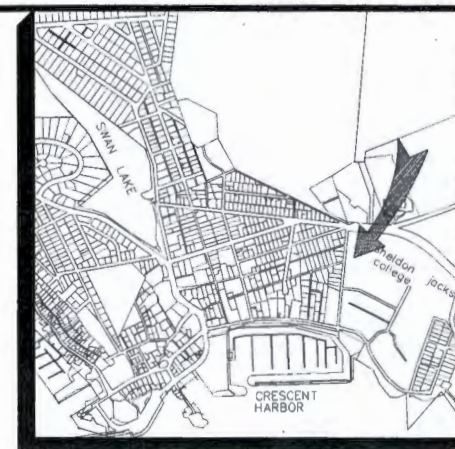 SWAN LAKE
sheldon jacks
college
CRESCENT
HARBOR